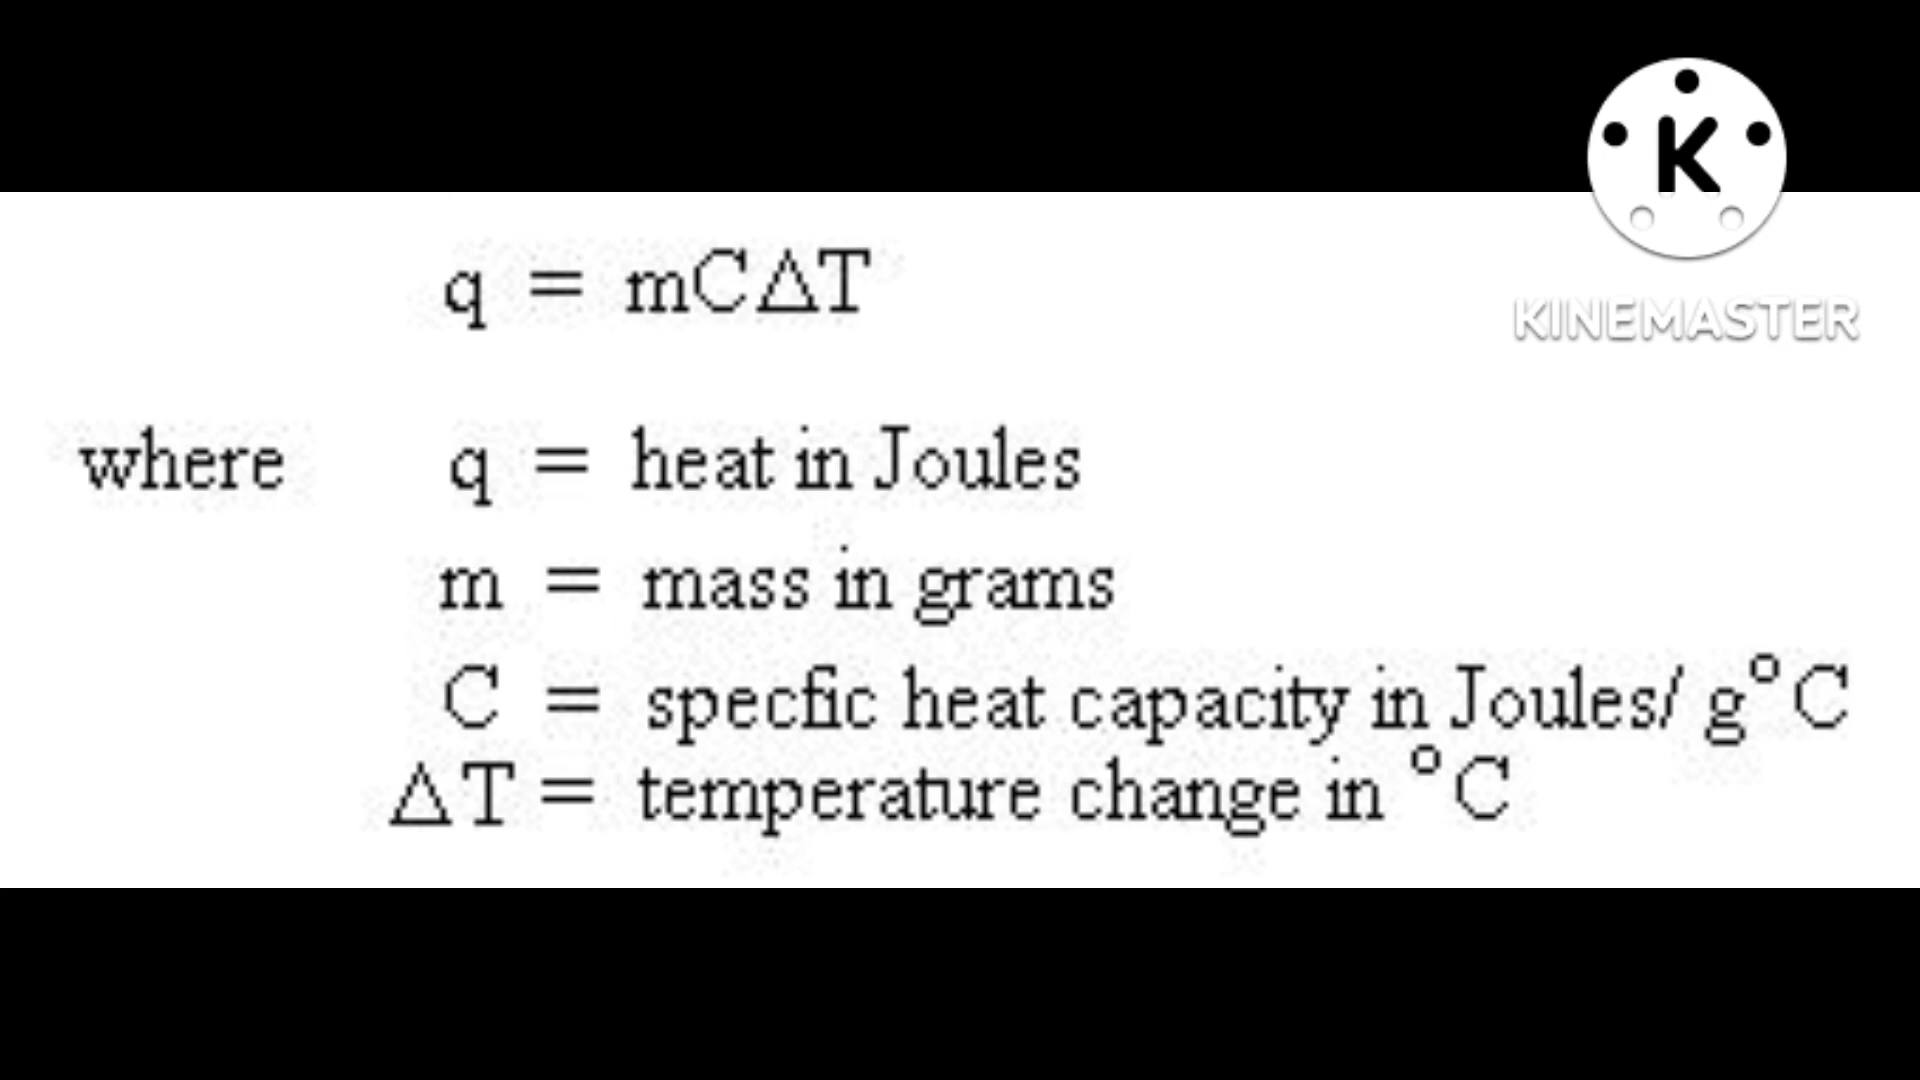 K
KINEMASTER
q = mCΔT
where q = heat in Joules
m = mass in grams
C = specfic heat capacity in Joules/ g°C
ΔT = temperature change in °C